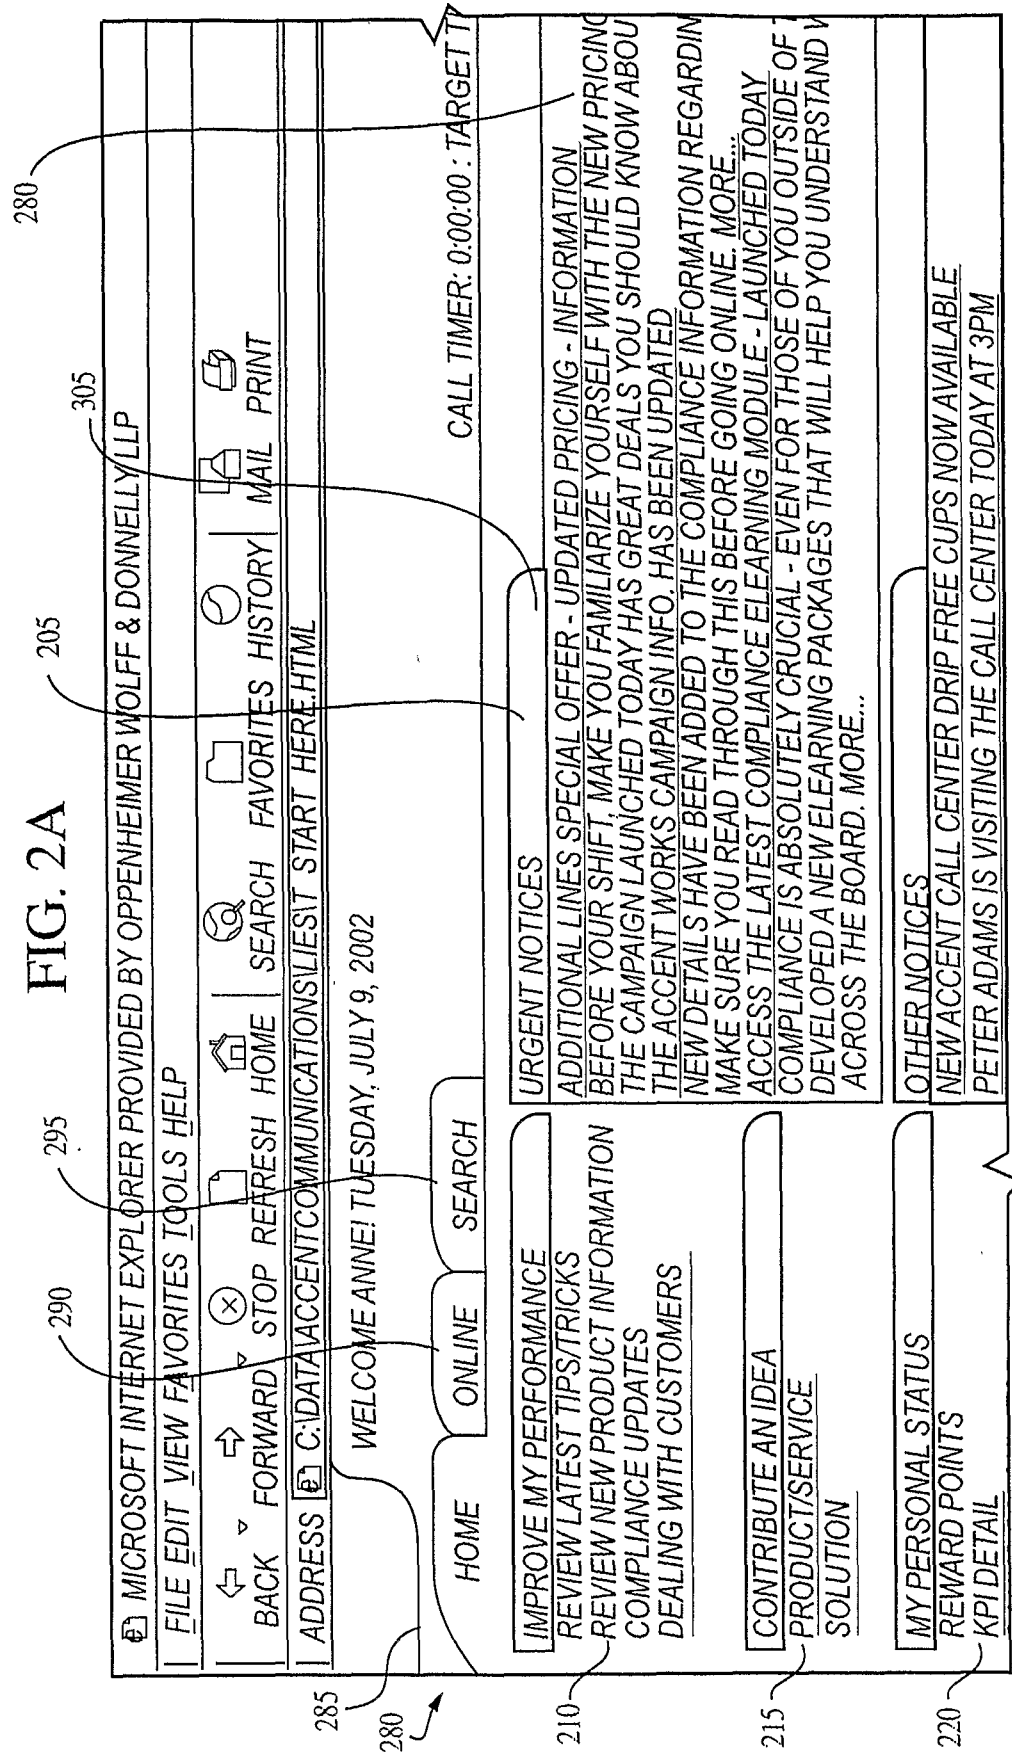 FIG. 2A
280
305
205
295
290
MICROSOFT INTERNET EXPLORER PROVIDED BY OPPENHEIMER WOLFF & DONNELLY LLP
FILE EDIT VIEW FAVORITES TOOLS HELP
BACK FORWARD STOP REFRESH HOME SEARCH FAVORITES HISTORY MAIL PRINT
ADDRESS C:\DATA\ACCENTCOMMUNICATIONS\LIESIT START HERE.HTML
285
WELCOME ANNE! TUESDAY, JULY 9, 2002
280
CALL TIMER: 0:00:00 : TARGET T
HOME ONLINE SEARCH
210
IMPROVE MY PERFORMANCE
REVIEW LATEST TIPS/TRICKS
REVIEW NEW PRODUCT INFORMATION
COMPLIANCE UPDATES
DEALING WITH CUSTOMERS
215
CONTRIBUTE AN IDEA
PRODUCT/SERVICE
SOLUTION
220
MY PERSONAL STATUS
REWARD POINTS
KPI DETAIL
URGENT NOTICES
ADDITIONAL LINES SPECIAL OFFER - UPDATED PRICING - INFORMATION
BEFORE YOUR SHIFT, MAKE YOU FAMILIARIZE YOURSELF WITH THE NEW PRICING
THE CAMPAIGN LAUNCHED TODAY HAS GREAT DEALS YOU SHOULD KNOW ABOU
THE ACCENT WORKS CAMPAIGN INFO. HAS BEEN UPDATED
NEW DETAILS HAVE BEEN ADDED TO THE COMPLIANCE INFORMATION REGARDIN
MAKE SURE YOU READ THROUGH THIS BEFORE GOING ONLINE. MORE...
ACCESS THE LATEST COMPLIANCE ELEARNING MODULE - LAUNCHED TODAY
COMPLIANCE IS ABSOLUTELY CRUCIAL - EVEN FOR THOSE OF YOU OUTSIDE OF T
DEVELOPED A NEW ELEARNING PACKAGES THAT WILL HELP YOU UNDERSTAND W
ACROSS THE BOARD. MORE...
OTHER NOTICES
NEW ACCENT CALL CENTER DRIP FREE CUPS NOW AVAILABLE
PETER ADAMS IS VISITING THE CALL CENTER TODAY AT 3PM